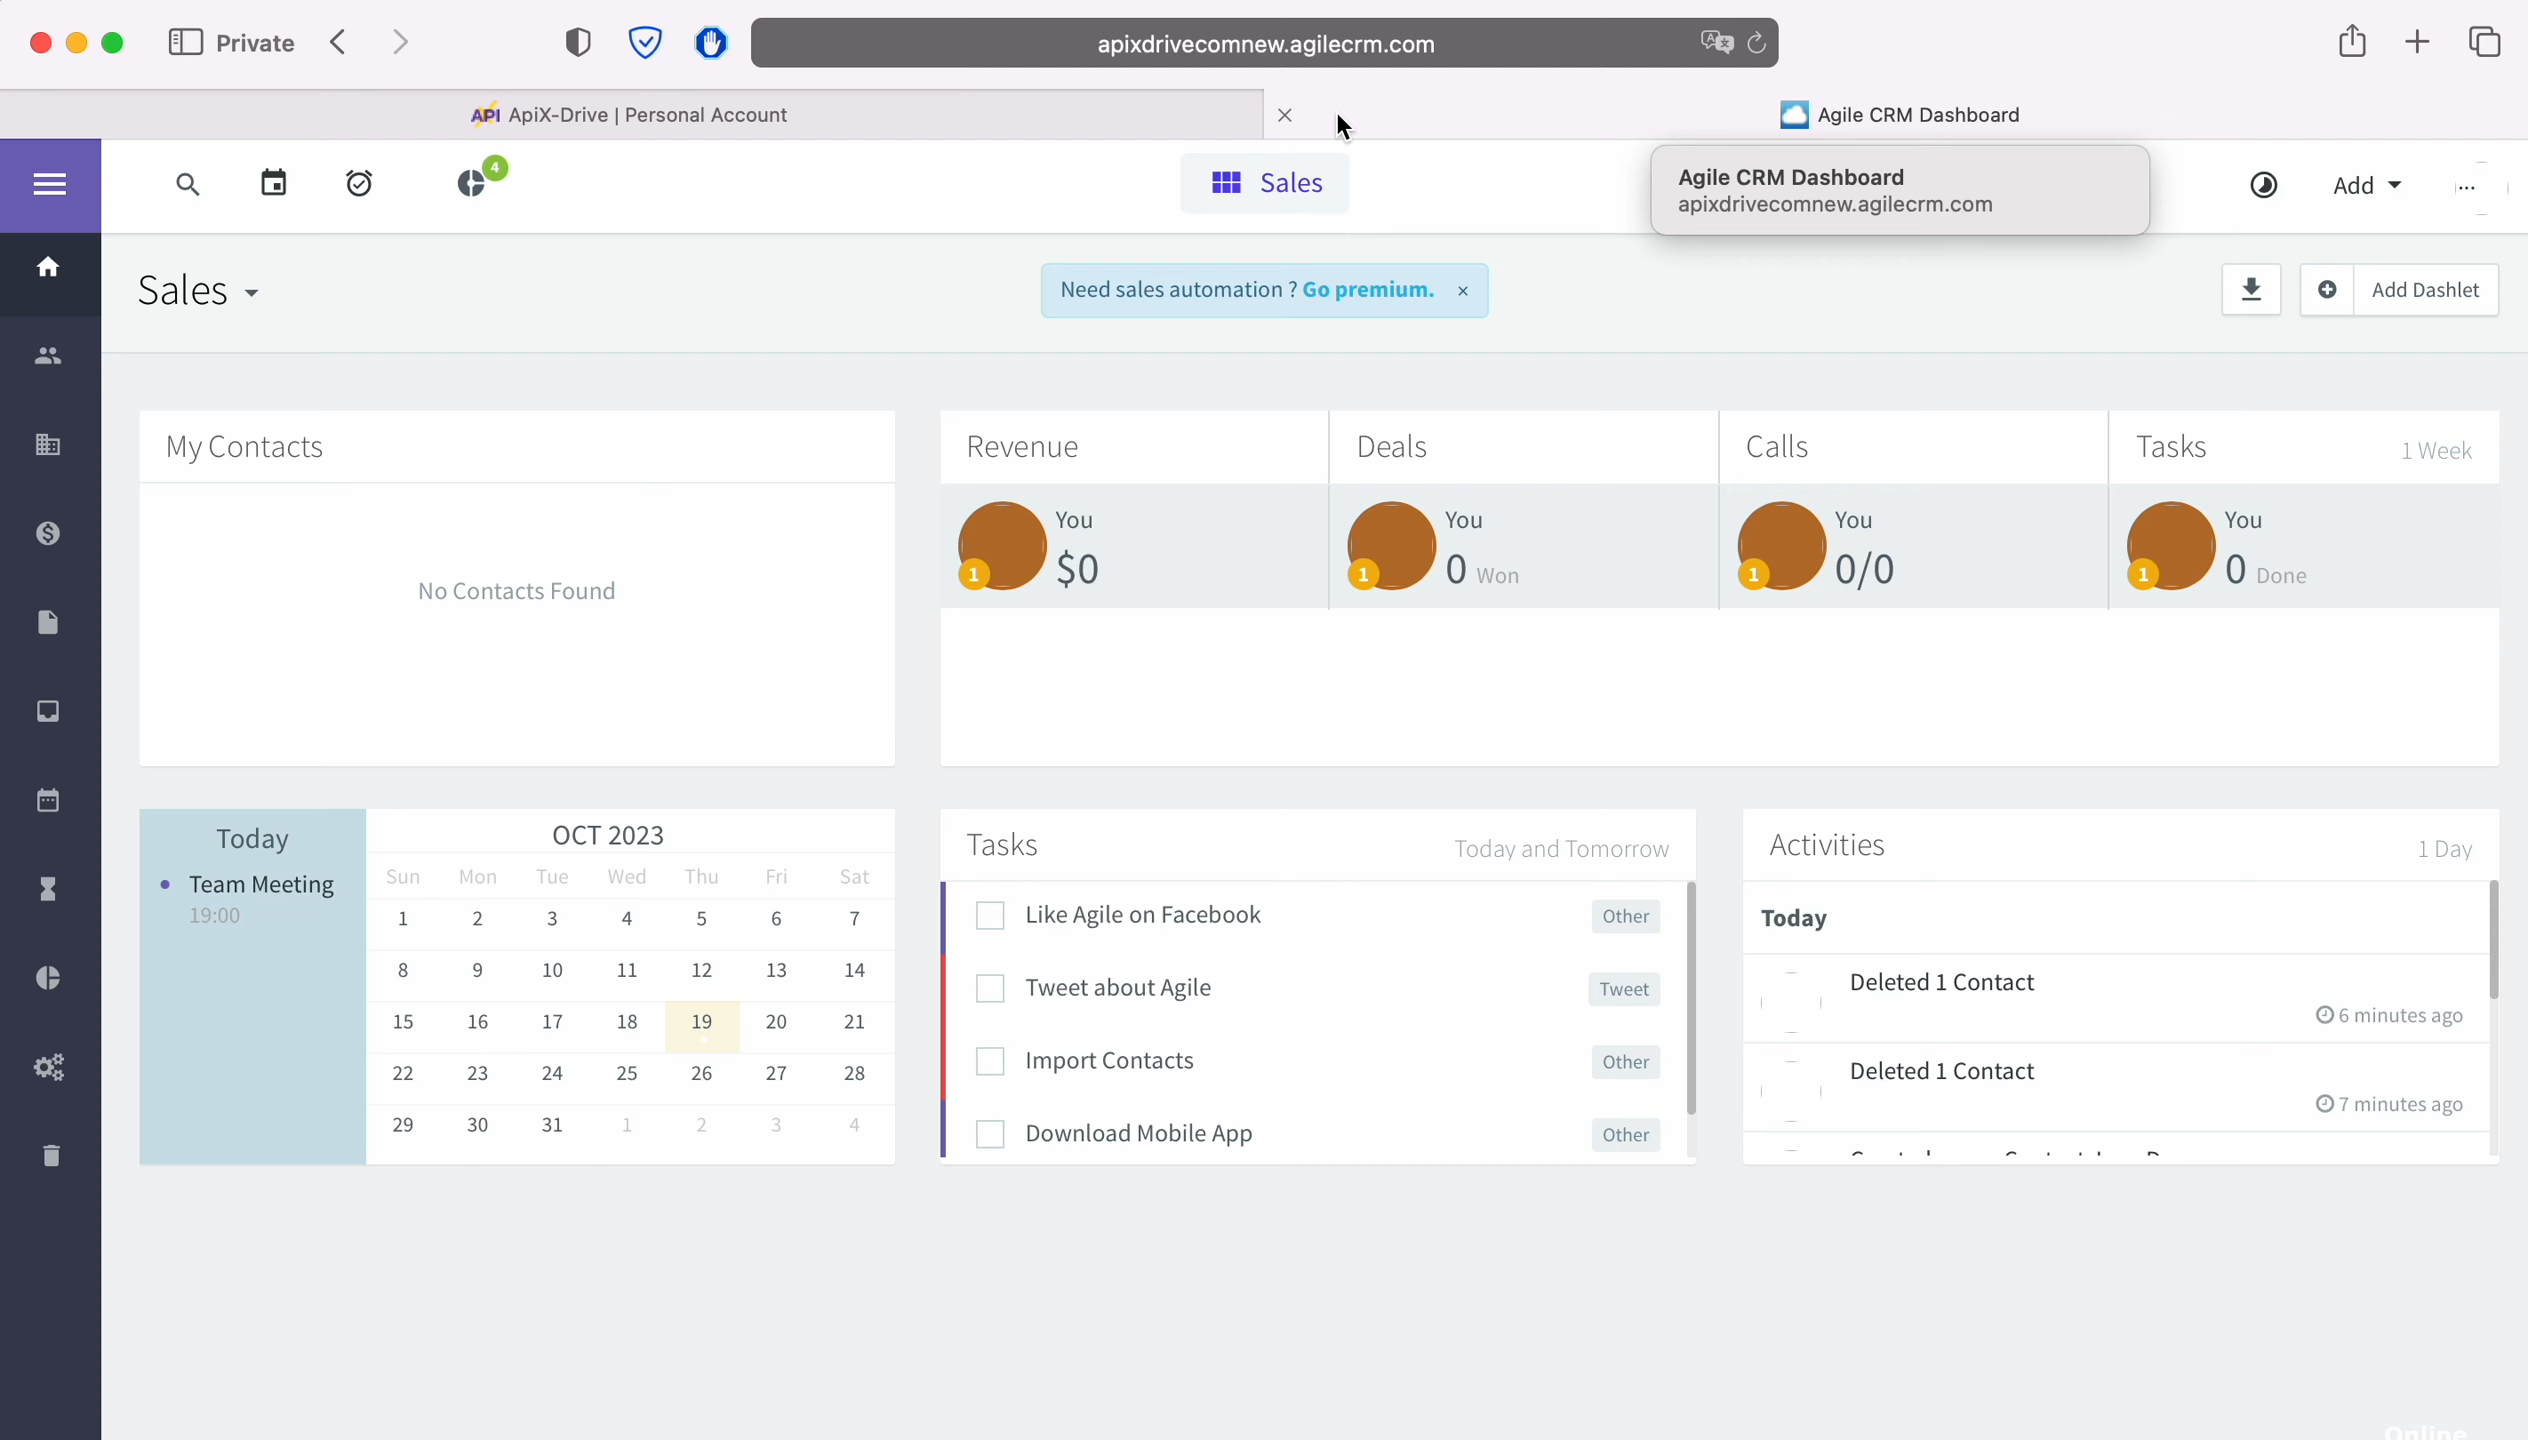 Private
apixdrivecomnew.agilecrm.com
API ApiX-Drive | Personal Account
Agile CRM Dashboard
4
Sales
Agile CRM Dashboard
apixdrivecomnew.agilecrm.com
Add
Sales
Need sales automation ? Go premium. ×
Add Dashlet
My Contacts
No Contacts Found
Revenue Deals Calls Tasks 1 Week
You You You You
1 $0 1 0 Won 1 0/0 1 0 Done
Today
Team Meeting
19:00
OCT 2023
Sun Mon Tue Wed Thu Fri Sat
1 2 3 4 5 6 7
8 9 10 11 12 13 14
15 16 17 18 19 20 21
22 23 24 25 26 27 28
29 30 31 1 2 3 4
Tasks Today and Tomorrow
Like Agile on Facebook Other
Tweet about Agile Tweet
Import Contacts Other
Download Mobile App Other
Activities 1 Day
Today
Deleted 1 Contact
6 minutes ago
Deleted 1 Contact
7 minutes ago
Online